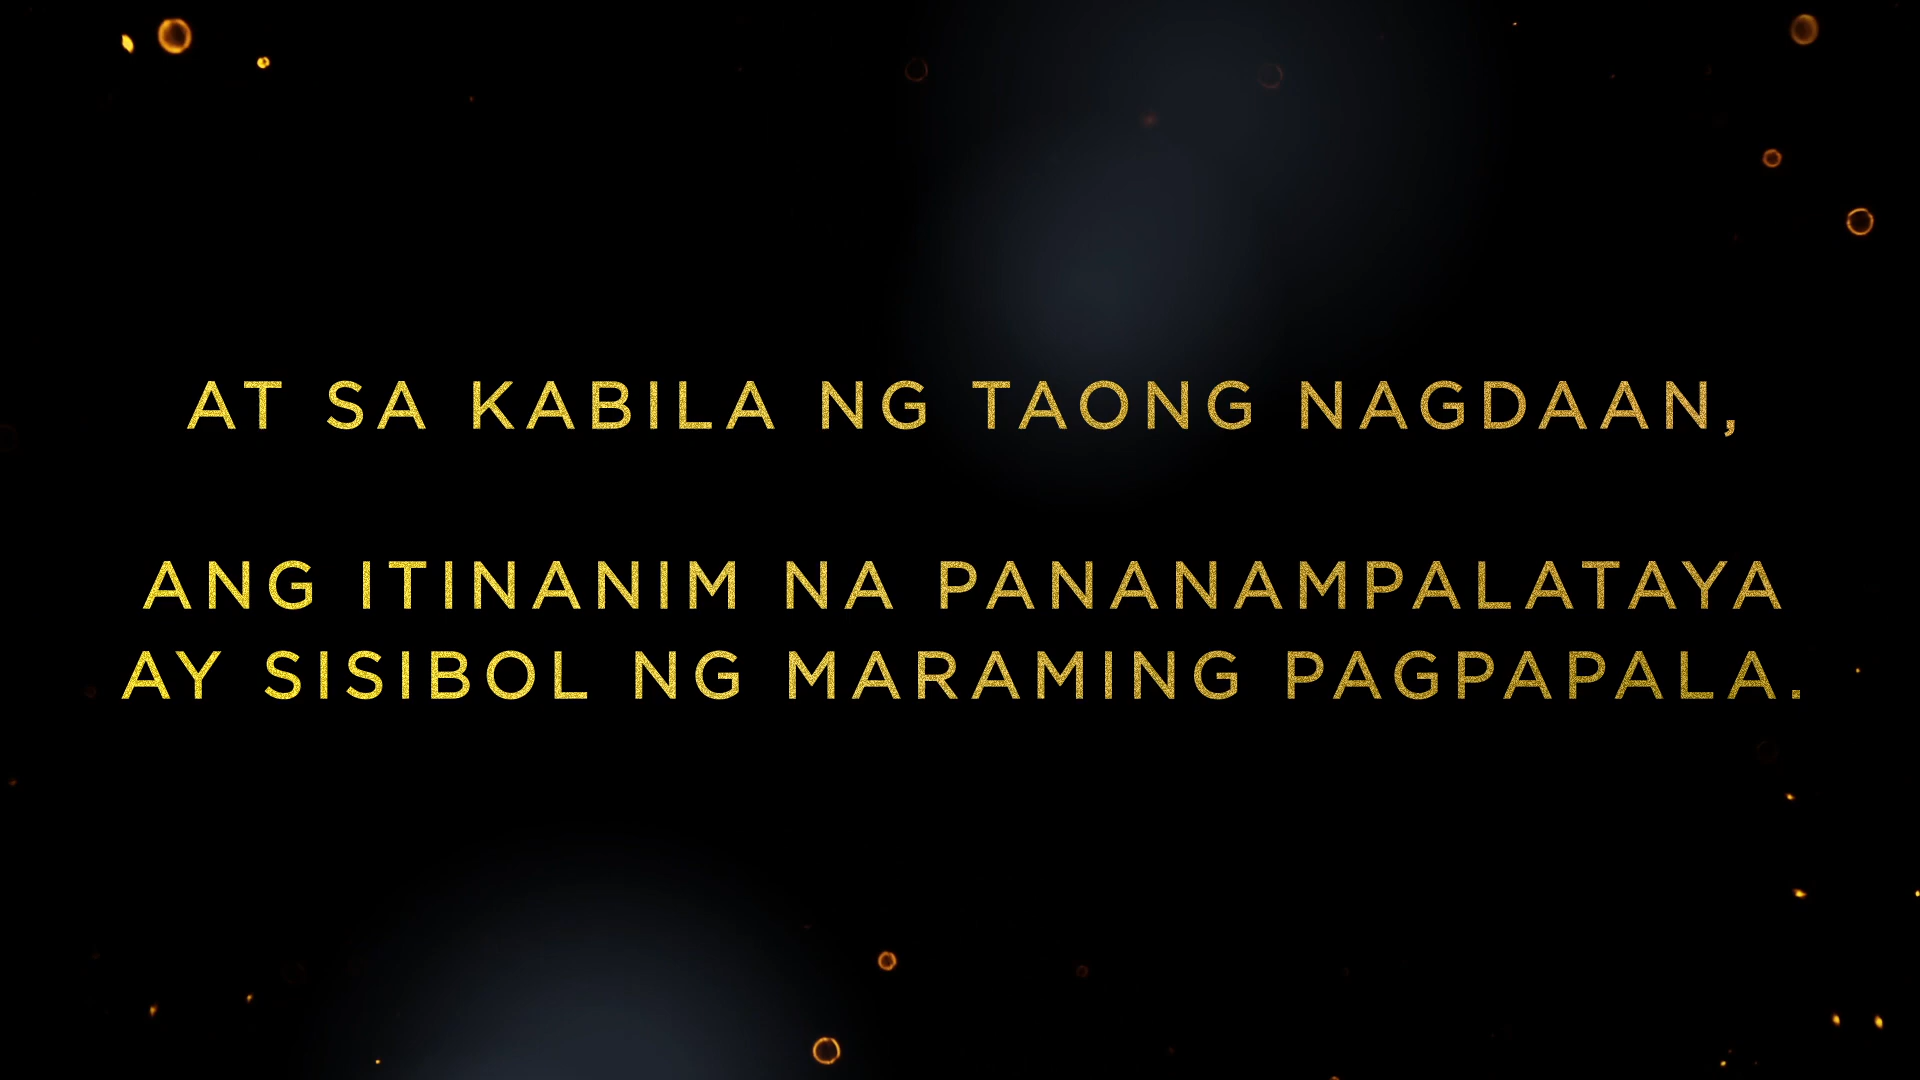 AT SA KABILA NG TAONG NAGDAAN,
ANG ITINANIM NA PANANAMPALATAYA
AY SISIBOL NG MARAMING PAGPAPALA.